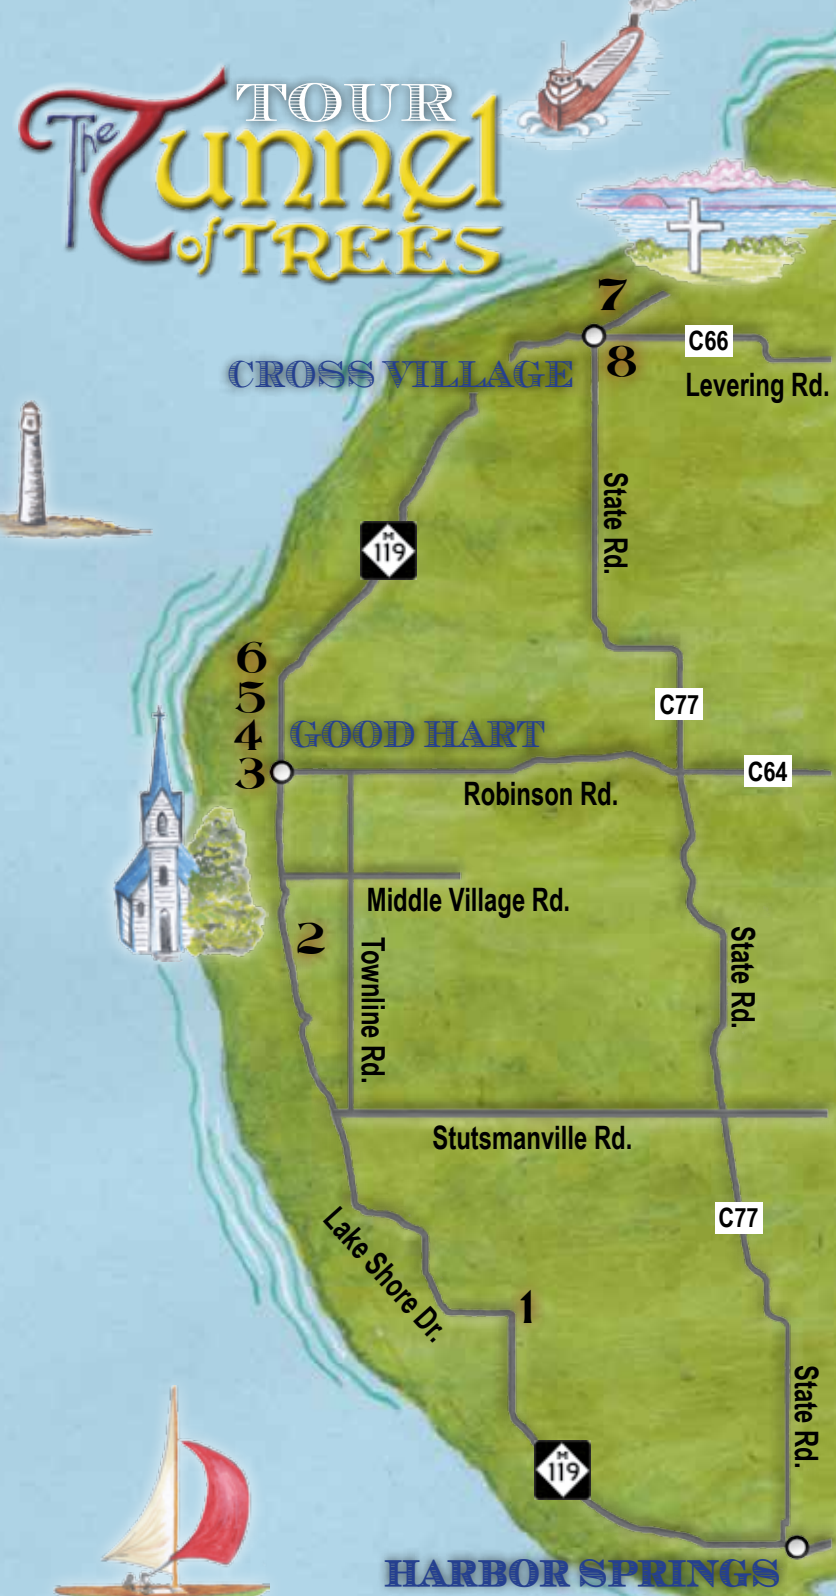 TOUR
The Tunnel
of TREES
7
C66
8
CROSS VILLAGE
Levering Rd.
State Rd.
M
119
6
5
C77
4
GOOD HART
3
C64
Robinson Rd.
Middle Village Rd.
2
State Rd.
Townline Rd.
Stutsmanville Rd.
C77
Lake Shore Dr.
1
State Rd.
M
119
HARBOR SPRINGS